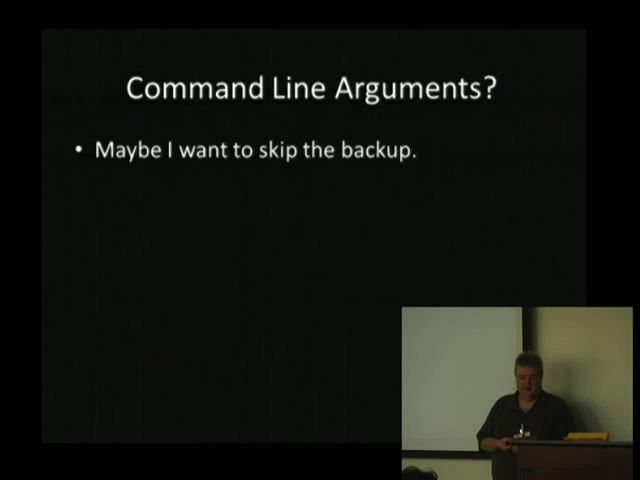 Command Line Arguments?
• Maybe I want to skip the backup.